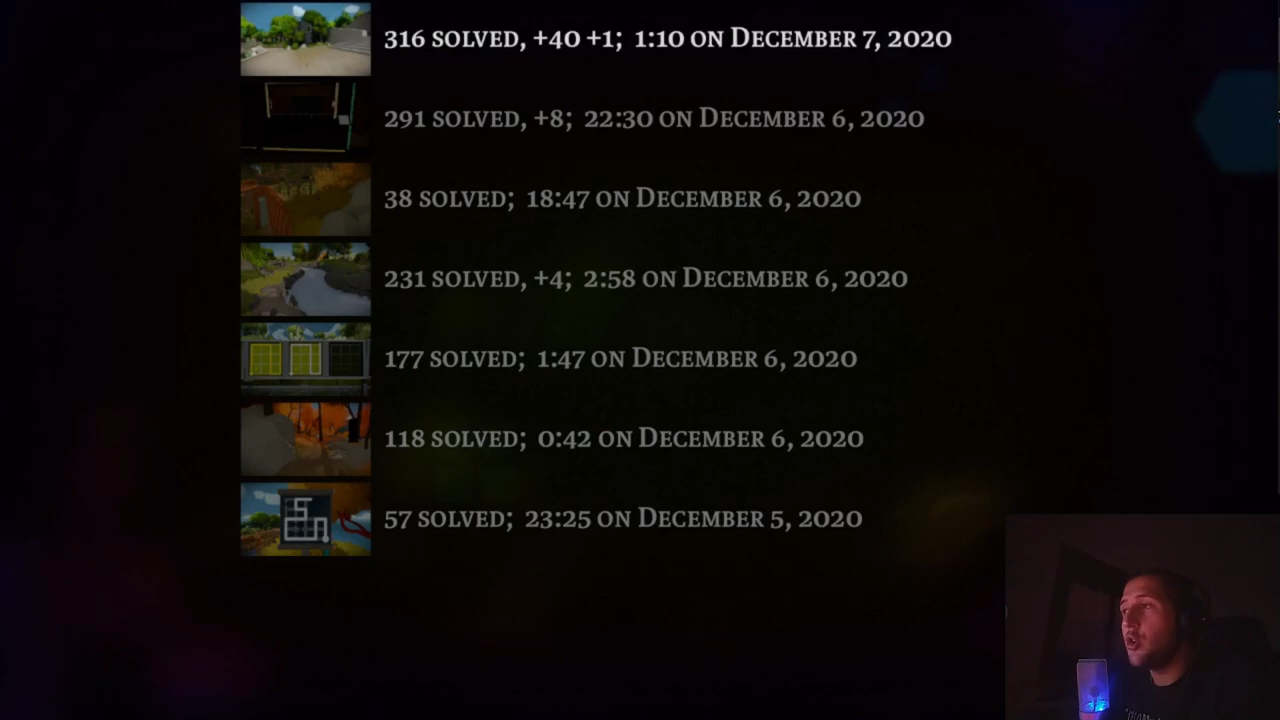 316 SOLVED, +40 +1; 1:10 ON DECEMBER 7, 2020
291 SOLVED, +8; 22:30 ON DECEMBER 6, 2020
38 SOLVED; 18:47 ON DECEMBER 6, 2020
231 SOLVED, +4; 2:58 ON DECEMBER 6, 2020
177 SOLVED; 1:47 ON DECEMBER 6, 2020
118 SOLVED; 0:42 ON DECEMBER 6, 2020
57 SOLVED; 23:25 ON DECEMBER 5, 2020